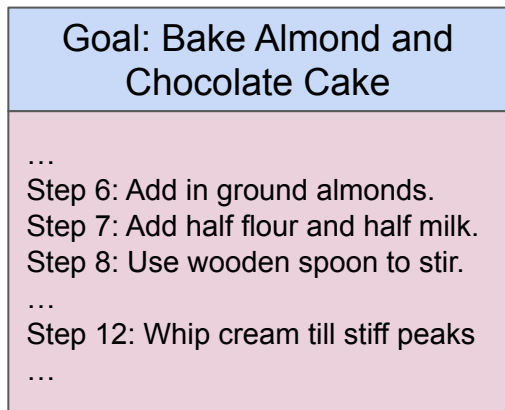 Goal: Bake Almond and
Chocolate Cake
...
Step 6: Add in ground almonds.
Step 7: Add half flour and half milk.
Step 8: Use wooden spoon to stir.
...
Step 12: Whip cream till stiff peaks
...